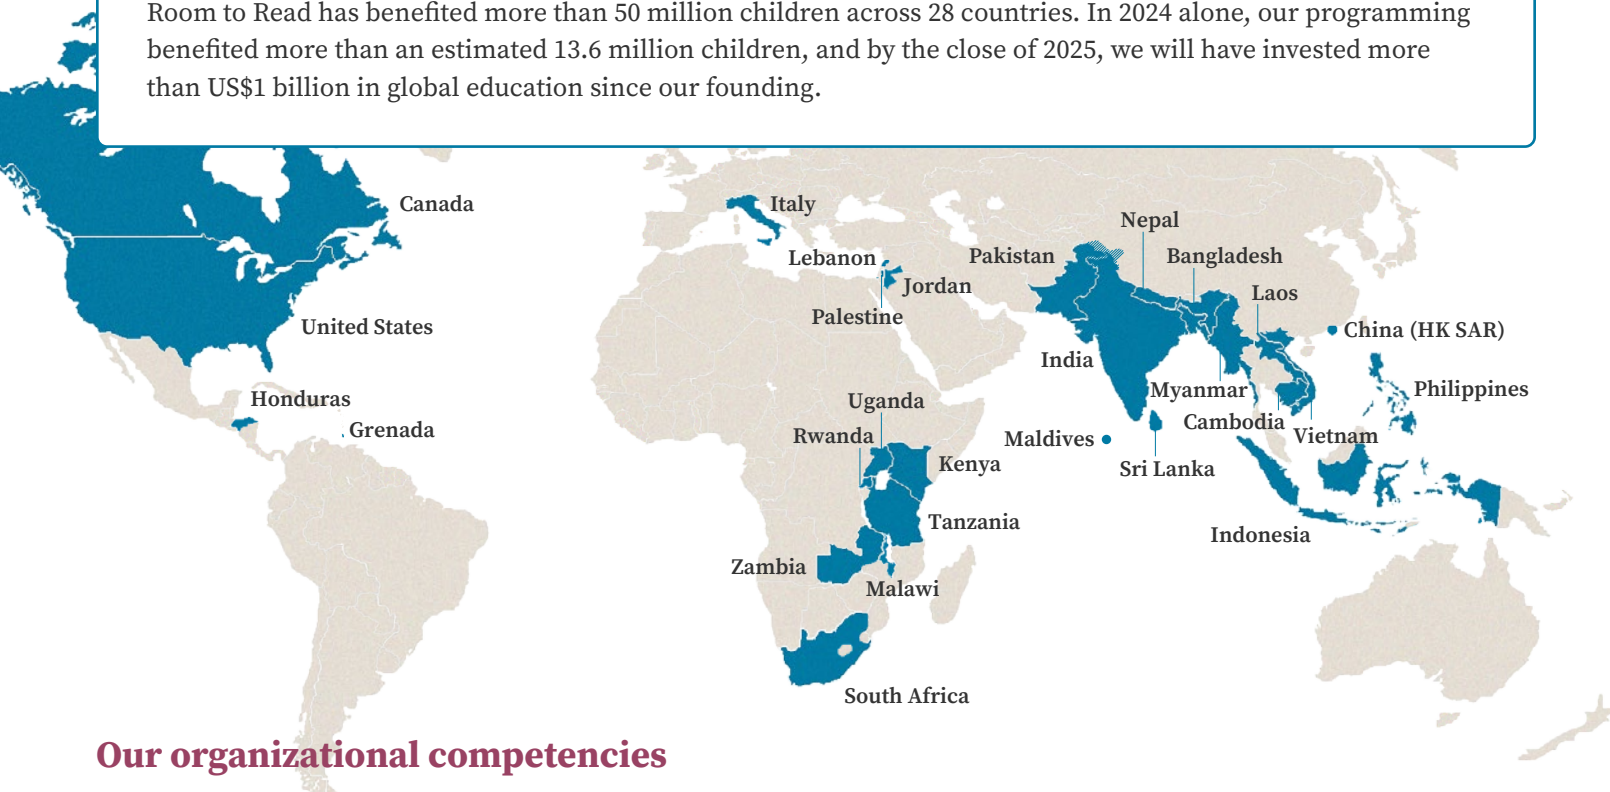 Room to Read has benefited more than 50 million children across 28 countries. In 2024 alone, our programming
benefited more than an estimated 13.6 million children, and by the close of 2025, we will have invested more
than US$1 billion in global education since our founding.
Canada
Italy
Nepal
Lebanon
Pakistan
Bangladesh
Jordan
Laos
Palestine
United States
China (HK SAR)
India
Honduras
Myanmar
Philippines
Uganda
Grenada
Cambodia
Rwanda
Maldives
Vietnam
Kenya
Sri Lanka
Tanzania
Indonesia
Zambia
Malawi
South Africa
Our organizational competencies